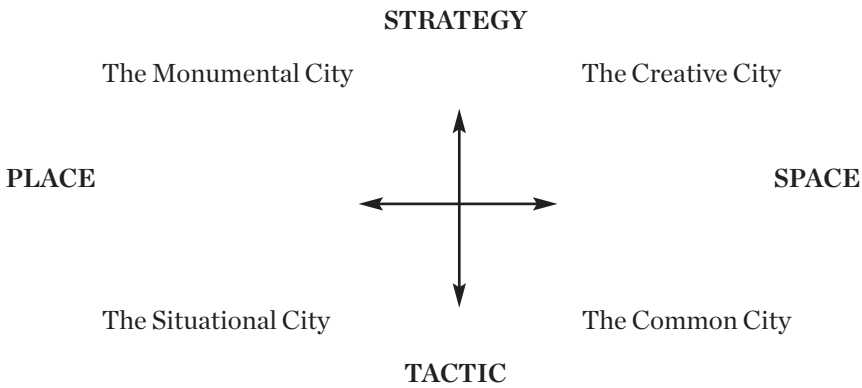 STRATEGY
The Monumental City
The Creative City
PLACE
SPACE
The Situational City
The Common City
TACTIC